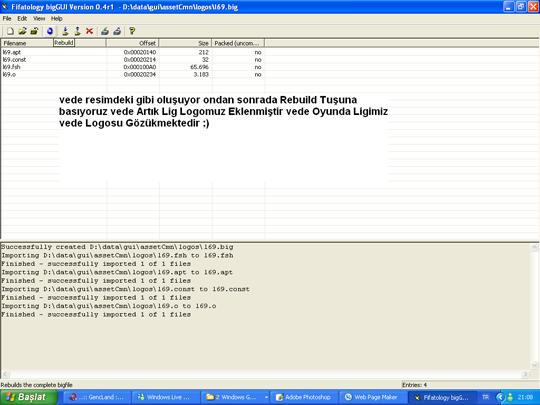 Fifatology bigGUI Version 0.4r1 - D:\data\gui\assetCmn\logos\l69.big
File Edit View Help
Filename Offset Size Packed (uncom...
Rebuild
l69.apt 0x00020140 212 no
l69.const 0x00020214 32 no
l69.fsh 0x000100A0 65.696 no
l69.o 0x00020234 3.183 no
vede resimdeki gibi oluşuyor ondan sonrada Rebuild Tuşuna
basıyoruz vede Artık Lig Logomuz Eklenmiştir vede Oyunda Ligimiz
vede Logosu Gözükmektedir ;)
Successfully created D:\data\gui\assetCmn\logos\l69.big
Importing D:\data\gui\assetCmn\logos\l69.fsh to l69.fsh
Finished - successfully imported 1 of 1 files
Importing D:\data\gui\assetCmn\logos\l69.apt to l69.apt
Finished - successfully imported 1 of 1 files
Importing D:\data\gui\assetCmn\logos\l69.const to l69.const
Finished - successfully imported 1 of 1 files
Importing D:\data\gui\assetCmn\logos\l69.o to l69.o
Finished - successfully imported 1 of 1 files
Rebuilds the complete bigfile Entries: 4
Başlat ..:: GencLand :... Windows Live ... 2 Windows G... Adobe Photoshop Web Page Maker Fifatology bigG... TR 21:08